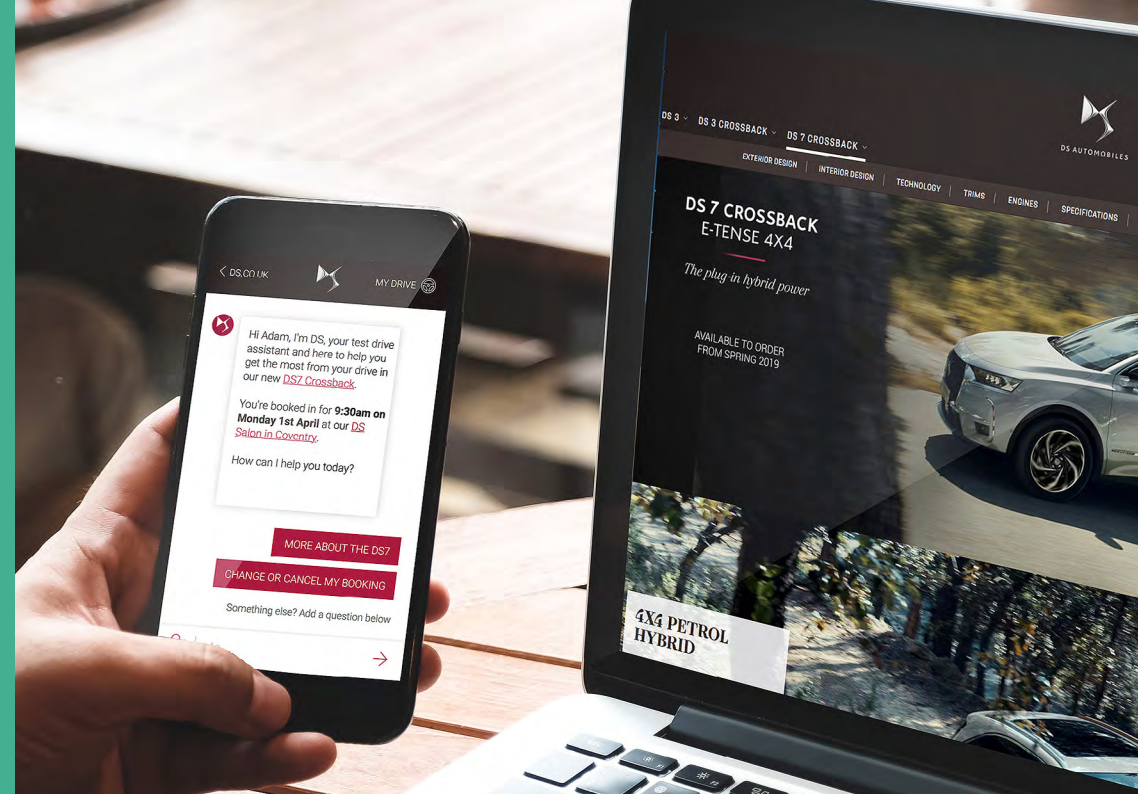 DS.CO.UK
MY DRIVE
Hi Adam, I'm DS, your test drive
assistant and here to help you
get the most from your drive in
our new DS7 Crossback.
You're booked in for 9:30am on
Monday 1st April at our DS
Salon in Coventry.
How can I help you today?
MORE ABOUT THE DS7
CHANGE OR CANCEL MY BOOKING
Something else? Add a question below
DS 3
DS 3 CROSSBACK
DS 7 CROSSBACK
DS AUTOMOBILES
EXTERIOR DESIGN
INTERIOR DESIGN
TECHNOLOGY
TRIMS
ENGINES
SPECIFICATIONS
DS 7 CROSSBACK
E-TENSE 4X4
The plug-in hybrid power
AVAILABLE TO ORDER
FROM SPRING 2019
4X4 PETROL
HYBRID